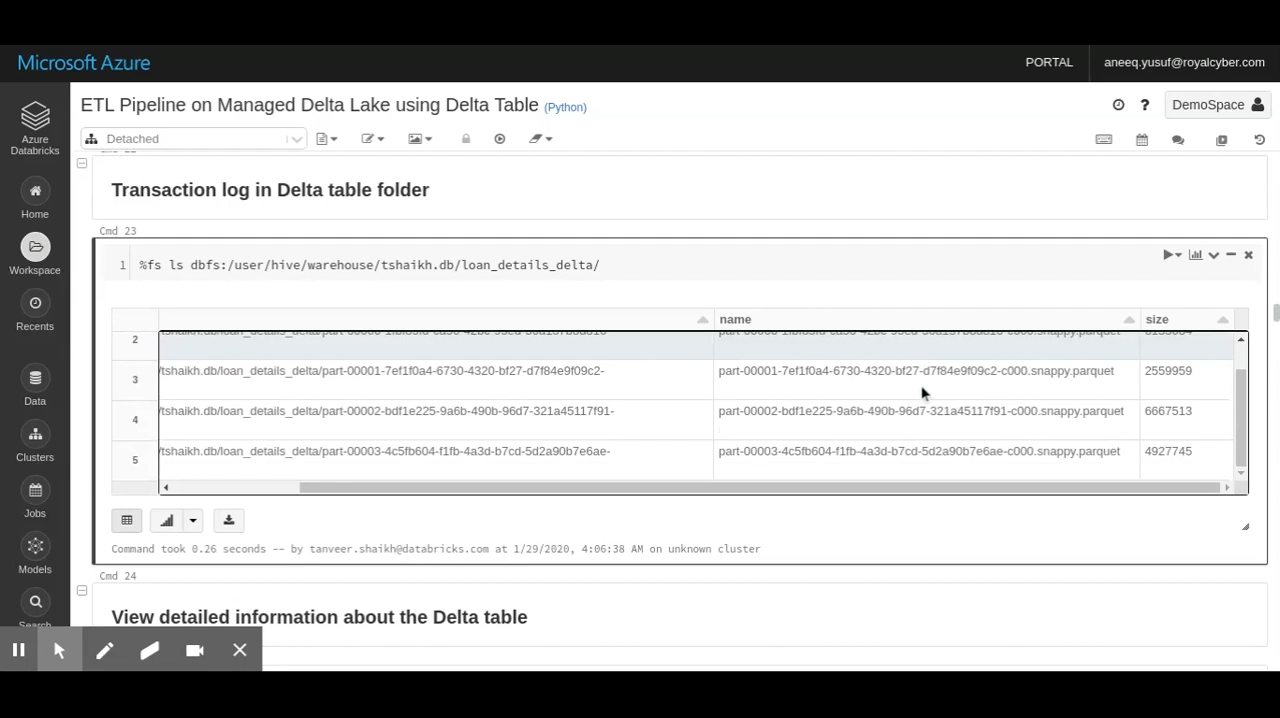 Microsoft Azure
PORTAL
aneeq.yusuf@royalcyber.com
Azure
Databricks
Home
Workspace
Recents
Data
Clusters
Jobs
Models
ETL Pipeline on Managed Delta Lake using Delta Table (Python)
? DemoSpace
Detached
Transaction log in Delta table folder
Cmd 23
1 %fs ls dbfs:/user/hive/warehouse/tshaikh.db/loan_details_delta/
name size
2
3 /tshaikh.db/loan_details_delta/part-00001-7ef1f0a4-6730-4320-bf27-d7f84e9f09c2- part-00001-7ef1f0a4-6730-4320-bf27-d7f84e9f09c2-c000.snappy.parquet 2559959
4 /tshaikh.db/loan_details_delta/part-00002-bdf1e225-9a6b-490b-96d7-321a45117f91- part-00002-bdf1e225-9a6b-490b-96d7-321a45117f91-c000.snappy.parquet 6667513
5 /tshaikh.db/loan_details_delta/part-00003-4c5fb604-f1fb-4a3d-b7cd-5d2a90b7e6ae- part-00003-4c5fb604-f1fb-4a3d-b7cd-5d2a90b7e6ae-c000.snappy.parquet 4927745
Command took 0.26 seconds -- by tanveer.shaikh@databricks.com at 1/29/2020, 4:06:38 AM on unknown cluster
Cmd 24
View detailed information about the Delta table